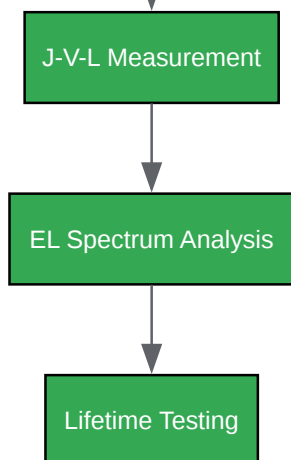 J-V-L Measurement
EL Spectrum Analysis
Lifetime Testing